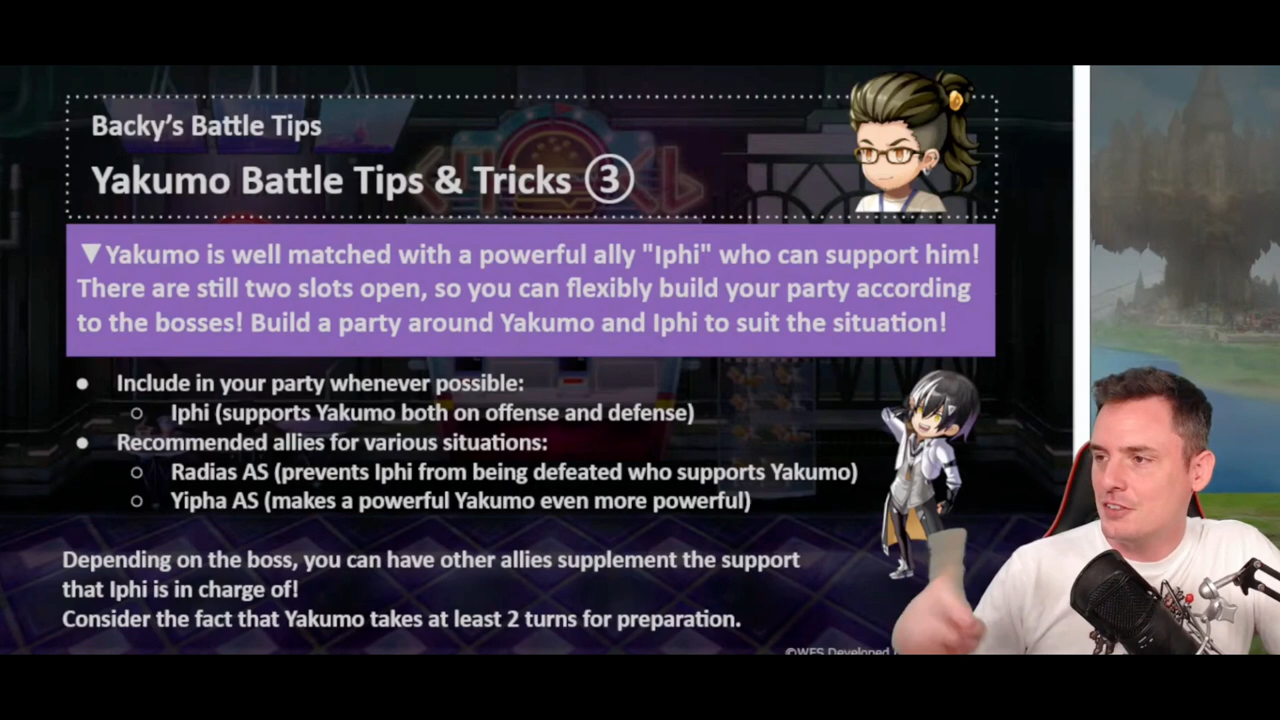 Backy's Battle Tips
Yakumo Battle Tips & Tricks ③
▼Yakumo is well matched with a powerful ally "Iphi" who can support him!
There are still two slots open, so you can flexibly build your party according
to the bosses! Build a party around Yakumo and Iphi to suit the situation!
● Include in your party whenever possible:
○ Iphi (supports Yakumo both on offense and defense)
● Recommended allies for various situations:
○ Radias AS (prevents Iphi from being defeated who supports Yakumo)
○ Yipha AS (makes a powerful Yakumo even more powerful)
Depending on the boss, you can have other allies supplement the support
that Iphi is in charge of!
Consider the fact that Yakumo takes at least 2 turns for preparation.
©WFS Developed